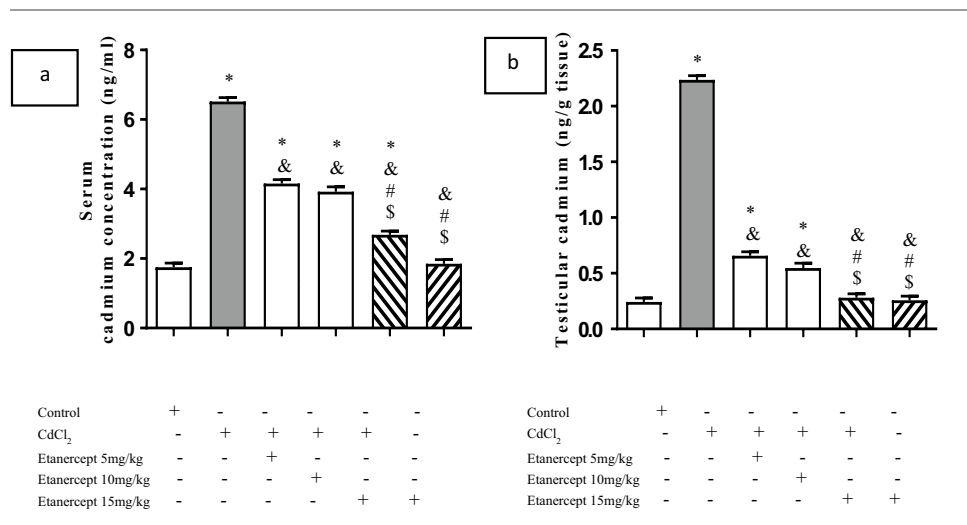 a
Serum
cadmium concentration (ng/ml)
8
6
4
2
0
*
* &
* &
* & # $
& # $
b
Testicular cadmium (ng/g tissue)
2.5
2.0
1.5
1.0
0.5
0.0
*
* &
* &
& # $
& # $
Control + - - - - -
CdCl2 - + + + + -
Etanercept 5mg/kg - - + - - -
Etanercept 10mg/kg - - - + - -
Etanercept 15mg/kg - - - - + +
Control + - - - - -
CdCl2 - + + + + -
Etanercept 5mg/kg - - + - - -
Etanercept 10mg/kg - - - + - -
Etanercept 15mg/kg - - - - + +